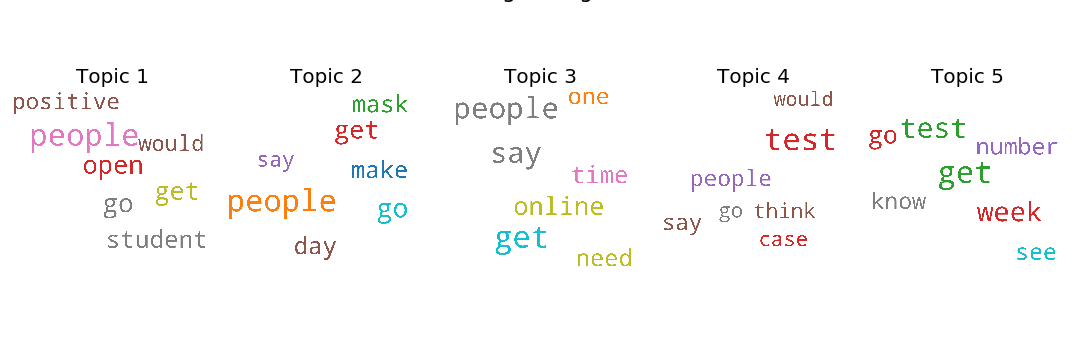 Topic 1
positive
people
would
open
get
go
student
Topic 2
mask
get
say
make
people
go
day
Topic 3
one
people
say
time
online
get
need
Topic 4
would
test
people
go think
say
case
Topic 5
go test
number
get
know
week
see